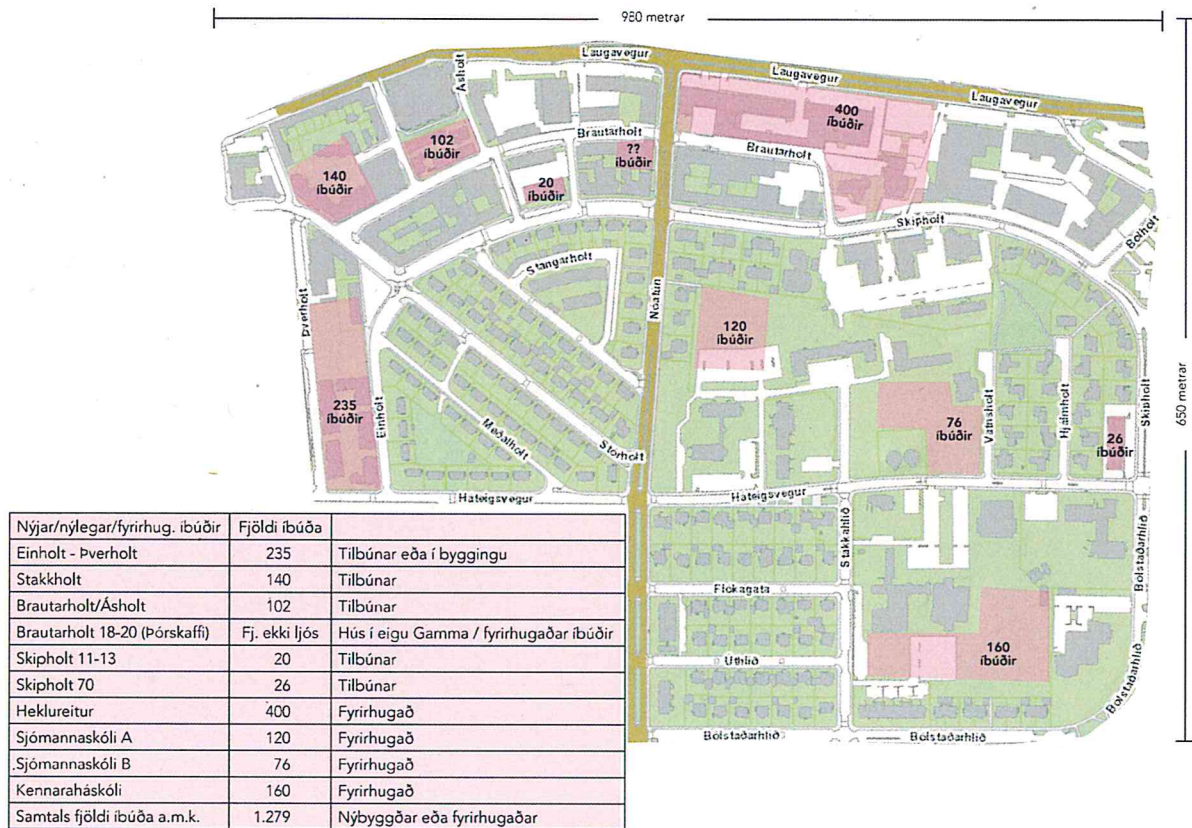 980 metrar
650 metrar
Laugavegur
Laugavegur
Laugavegur
Ásholt
Brautarholt
Brautarholt
102
íbúðir
140
íbúðir
20
íbúðir
??
íbúðir
400
íbúðir
Skipholt
Bolholt
Stangarholt
Nóatún
Þverholt
120
íbúðir
235
íbúðir
Einholt
Meðalholt
Stórholt
76
íbúðir
Vatnsholt
Hjálmholt
26
íbúðir
Skipholt
Háteigsvegur
Háteigsvegur
Stakkahlíð
Bólstaðarhlíð
Flókagata
Úthlíð
160
íbúðir
Bólstaðarhlíð
Bólstaðarhlíð
Bólstaðarhlíð
Nýjar/nýlegar/fyrirhug. íbúðir Fjöldi íbúða
Einholt - Þverholt 235 Tilbúnar eða í byggingu
Stakkholt 140 Tilbúnar
Brautarholt/Ásholt 102 Tilbúnar
Brautarholt 18-20 (Þórskaffi) Fj. ekki ljós Hús í eigu Gamma / fyrirhugaðar íbúðir
Skipholt 11-13 20 Tilbúnar
Skipholt 70 26 Tilbúnar
Heklureitur 400 Fyrirhugað
Sjómannaskóli A 120 Fyrirhugað
Sjómannaskóli B 76 Fyrirhugað
Kennaraháskóli 160 Fyrirhugað
Samtals fjöldi íbúða a.m.k. 1.279 Nýbyggðar eða fyrirhugaðar